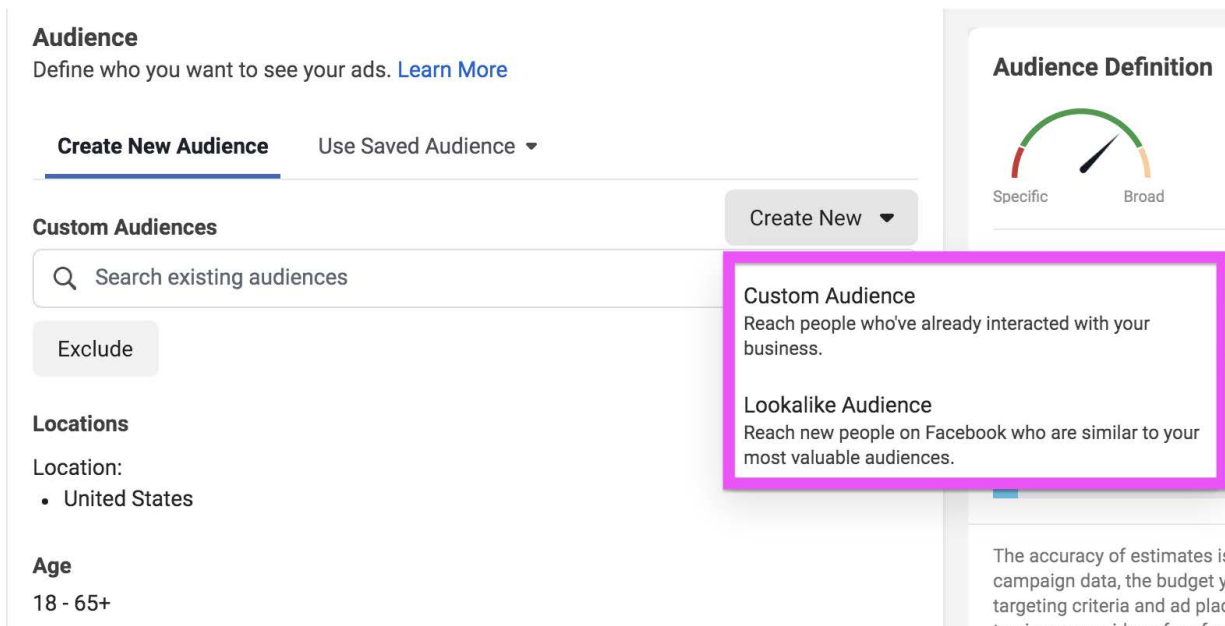 Audience
Define who you want to see your ads. Learn More
Create New Audience
Use Saved Audience
Custom Audiences
Create New
Search existing audiences
Exclude
Custom Audience
Reach people who've already interacted with your
business.
Lookalike Audience
Reach new people on Facebook who are similar to your
most valuable audiences.
Locations
Location:
• United States
Age
18 - 65+
Audience Definition
Specific
Broad
The accuracy of estimates is
campaign data, the budget y
targeting criteria and ad plac